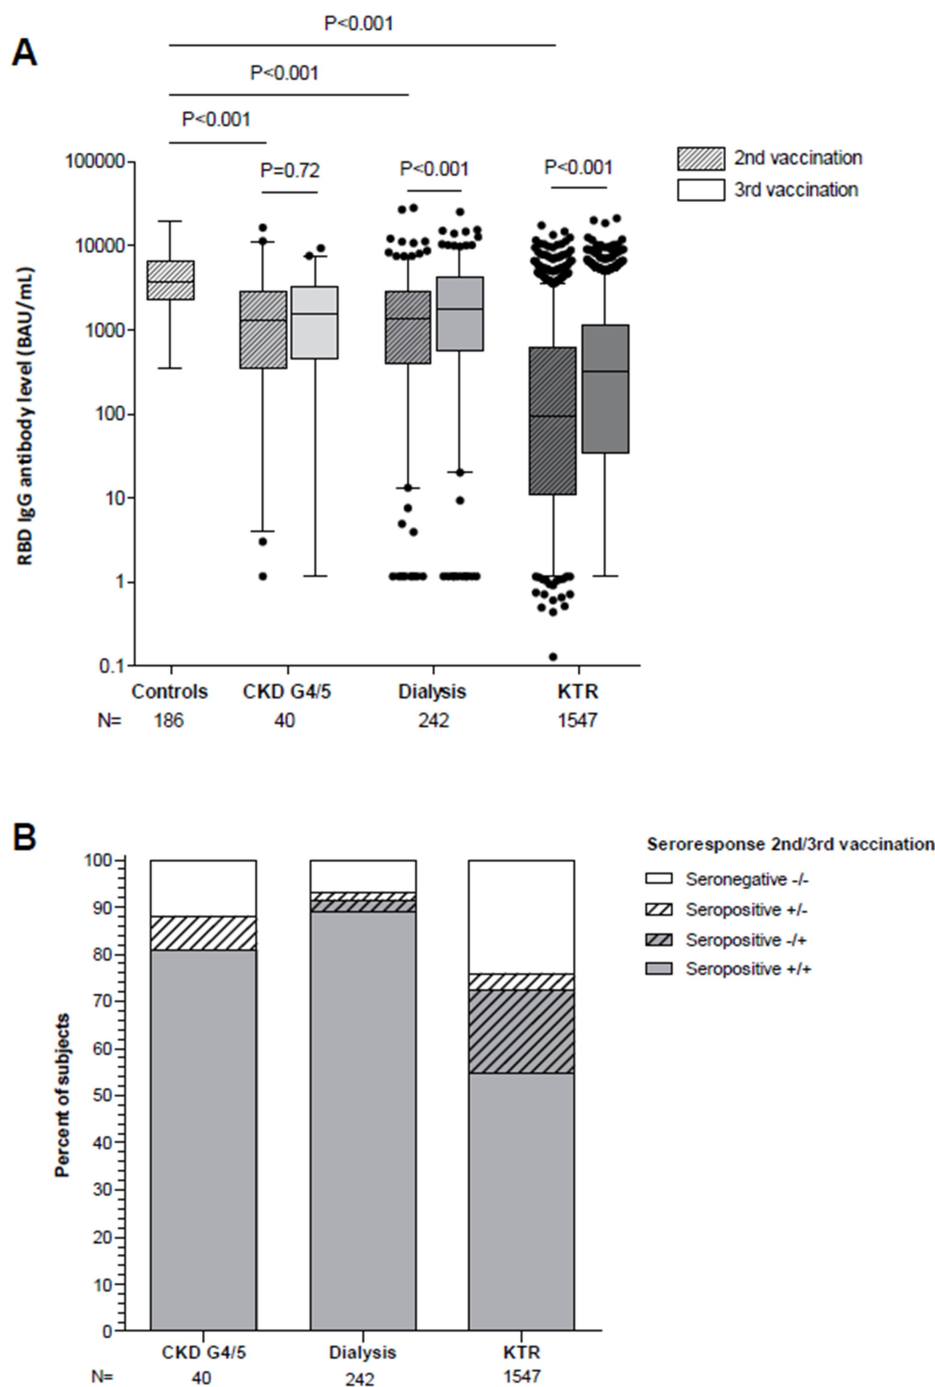 A
P<0.001
P<0.001
P<0.001
P=0.72
P<0.001
P<0.001
2nd vaccination
3rd vaccination
RBD IgG antibody level (BAU/mL)
100000
10000
1000
100
10
1
0.1
Controls CKD G4/5 Dialysis KTR
N= 186 40 242 1547
B
Seroresponse 2nd/3rd vaccination
Seronegative -/-
Seropositive +/-
Seropositive -/+
Seropositive +/+
Percent of subjects
100
90
80
70
60
50
40
30
20
10
0
CKD G4/5 Dialysis KTR
N= 40 242 1547